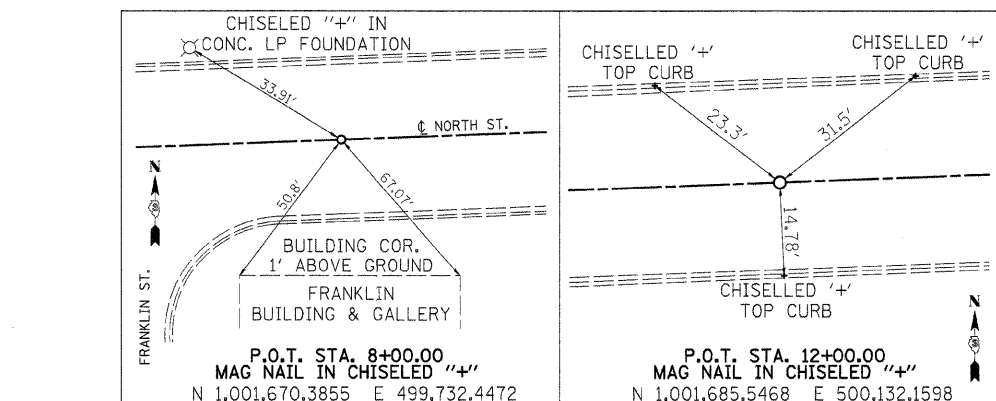 CHISELED "+" IN
CONC. LP FOUNDATION
33.91'
℄ NORTH ST.
N
50.8'
67.07'
BUILDING COR.
1' ABOVE GROUND
FRANKLIN
BUILDING & GALLERY
FRANKLIN ST.
P.O.T. STA. 8+00.00
MAG NAIL IN CHISELED "+"
N 1,001,670.3855 E 499,732.4472
CHISELLED '+'
TOP CURB
CHISELLED '+'
TOP CURB
23.3'
31.5'
14.78'
CHISELLED '+'
TOP CURB
N
P.O.T. STA. 12+00.00
MAG NAIL IN CHISELED "+"
N 1,001,685.5468 E 500,132.1598